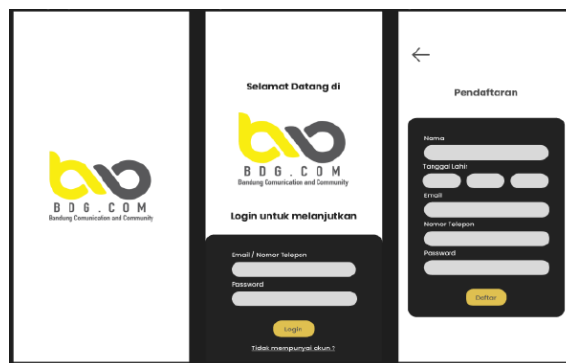 BDG.COM
Bandung Comunication and Community
Selamat Datang di
BDG.COM
Bandung Comunication and Community
Login untuk melanjutkan
Email / Nomor Telepon
Password
Login
Tidak mempunyai akun ?
Pendaftaran
Nama
Tanggal Lahir
Email
Nomor Telepon
Password
Daftar